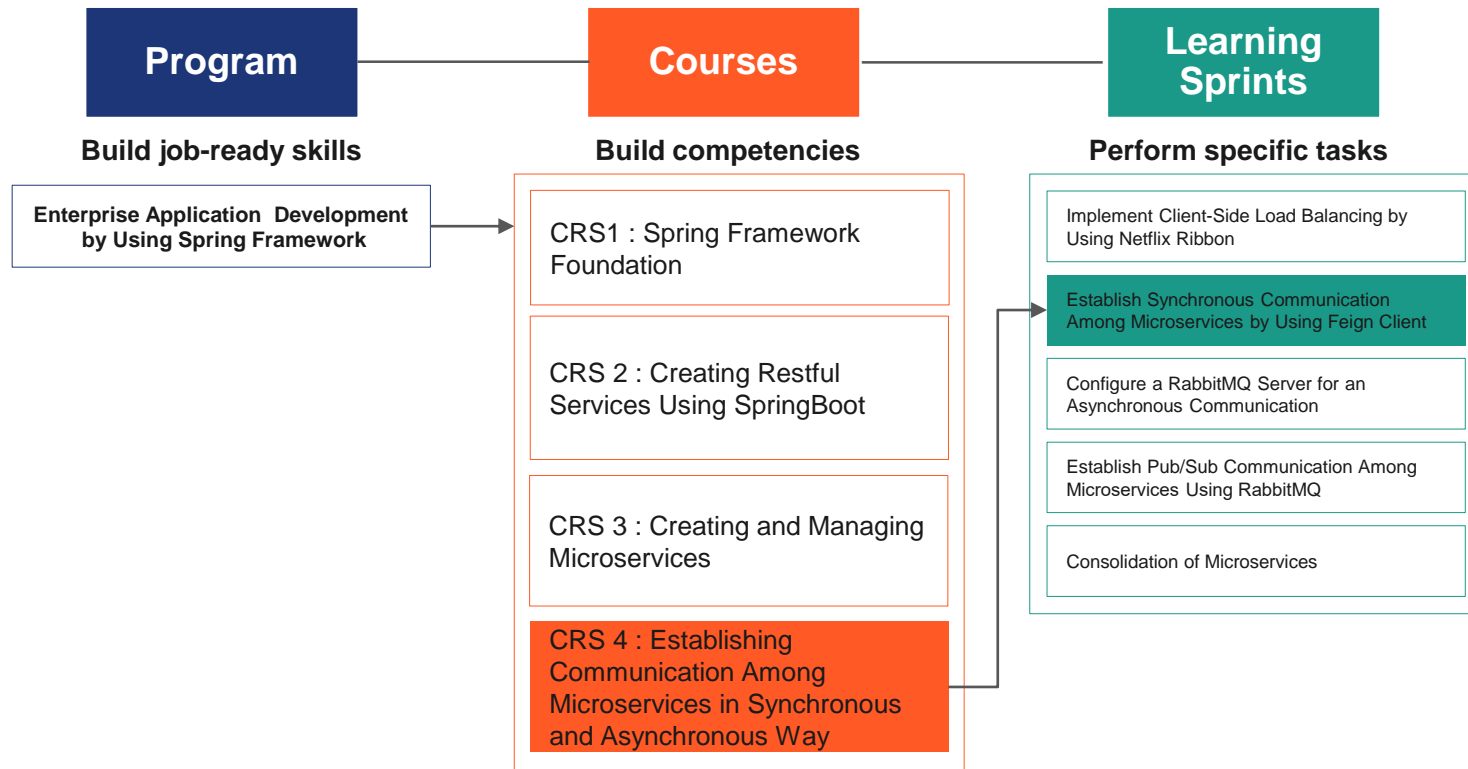 Program
Courses
Learning
Sprints
Build job-ready skills
Build competencies
Perform specific tasks
Enterprise Application Development
by Using Spring Framework
CRS1 : Spring Framework
Foundation
CRS 2 : Creating Restful
Services Using SpringBoot
CRS 3 : Creating and Managing
Microservices
CRS 4 : Establishing
Communication Among
Microservices in Synchronous
and Asynchronous Way
Implement Client-Side Load Balancing by
Using Netflix Ribbon
Establish Synchronous Communication
Among Microservices by Using Feign Client
Configure a RabbitMQ Server for an
Asynchronous Communication
Establish Pub/Sub Communication Among
Microservices Using RabbitMQ
Consolidation of Microservices